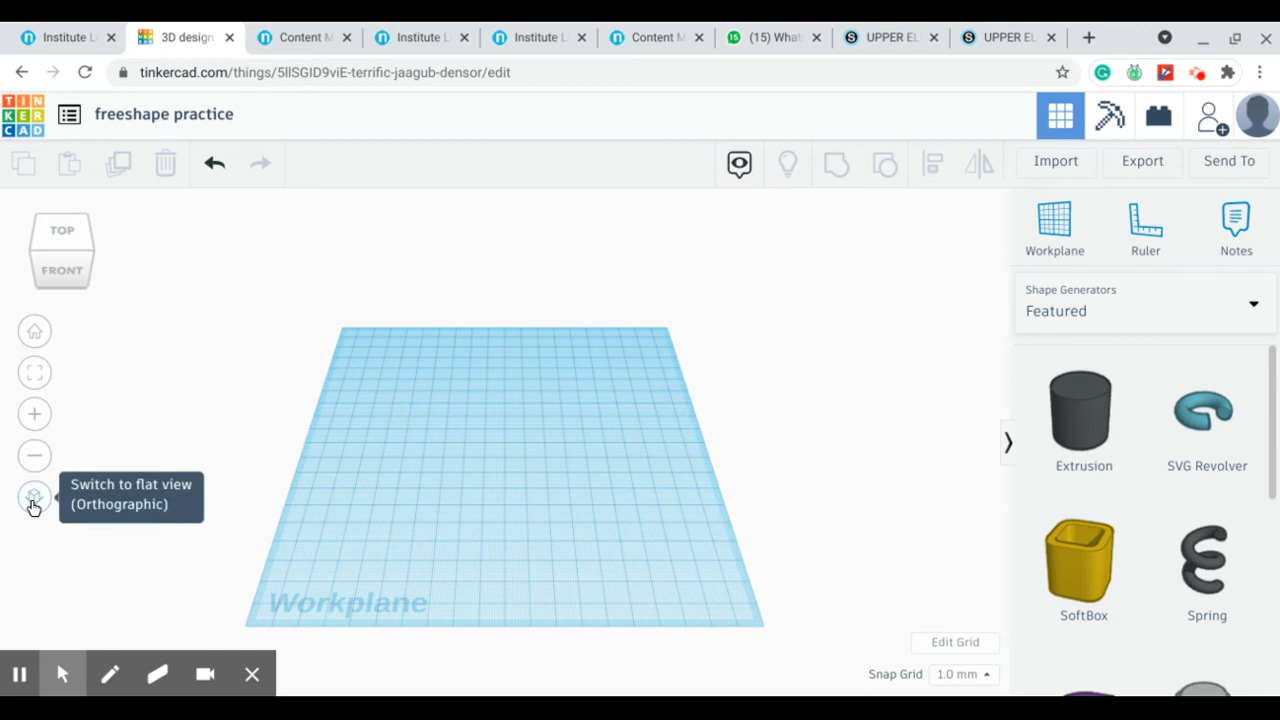 Institute L
3D design
Content M
Institute L
Institute L
Content M
(15) What
UPPER EL
UPPER EL
tinkercad.com/things/5llSGID9viE-terrific-jaagub-densor/edit
TIN
KER
CAD
freeshape practice
Import
Export
Send To
TOP
FRONT
Workplane
Ruler
Notes
Shape Generators
Featured
Extrusion
SVG Revolver
Switch to flat view
(Orthographic)
SoftBox
Spring
Workplane
Edit Grid
Snap Grid
1.0 mm